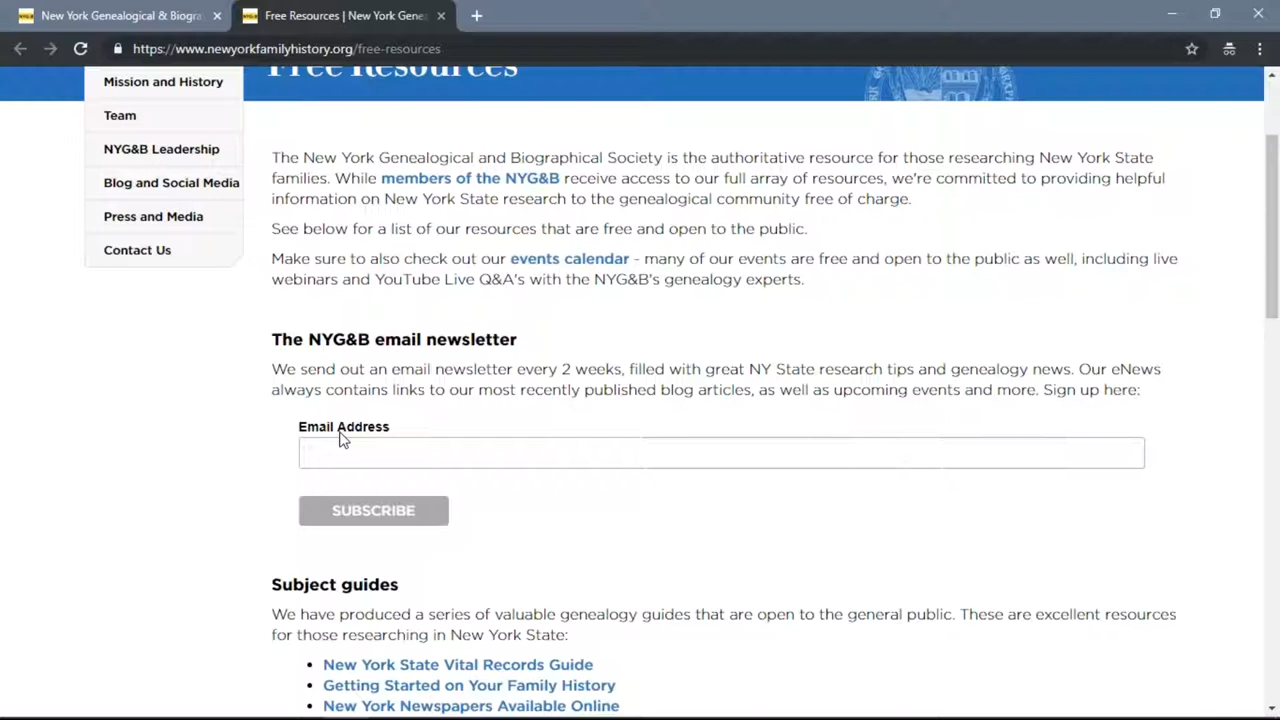 New York Genealogical & Biogra
Free Resources | New York Gene
https://www.newyorkfamilyhistory.org/free-resources
Free Resources
Mission and History
Team
NYG&B Leadership
Blog and Social Media
Press and Media
Contact Us
The New York Genealogical and Biographical Society is the authoritative resource for those researching New York State
families. While members of the NYG&B receive access to our full array of resources, we're committed to providing helpful
information on New York State research to the genealogical community free of charge.
See below for a list of our resources that are free and open to the public.
Make sure to also check out our events calendar - many of our events are free and open to the public as well, including live
webinars and YouTube Live Q&A's with the NYG&B's genealogy experts.
The NYG&B email newsletter
We send out an email newsletter every 2 weeks, filled with great NY State research tips and genealogy news. Our eNews
always contains links to our most recently published blog articles, as well as upcoming events and more. Sign up here:
Email Address
SUBSCRIBE
Subject guides
We have produced a series of valuable genealogy guides that are open to the general public. These are excellent resources
for those researching in New York State:
• New York State Vital Records Guide
• Getting Started on Your Family History
• New York Newspapers Available Online